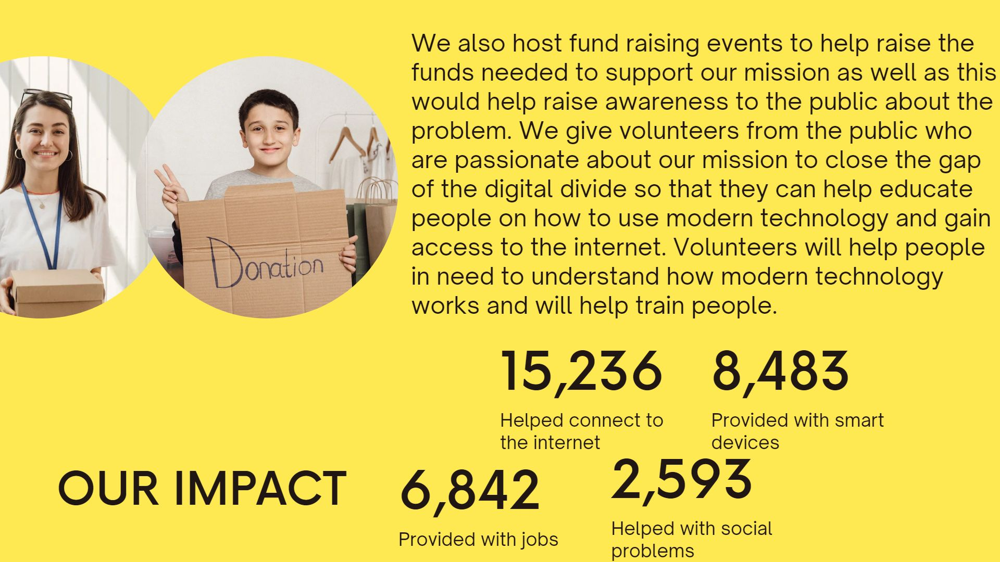 We also host fund raising events to help raise the
funds needed to support our mission as well as this
would help raise awareness to the public about the
problem. We give volunteers from the public who
are passionate about our mission to close the gap
of the digital divide so that they can help educate
people on how to use modern technology and gain
access to the internet. Volunteers will help people
in need to understand how modern technology
works and will help train people.
Donation
15,236
Helped connect to
the internet
8,483
Provided with smart
devices
OUR IMPACT
6,842
Provided with jobs
2,593
Helped with social
problems